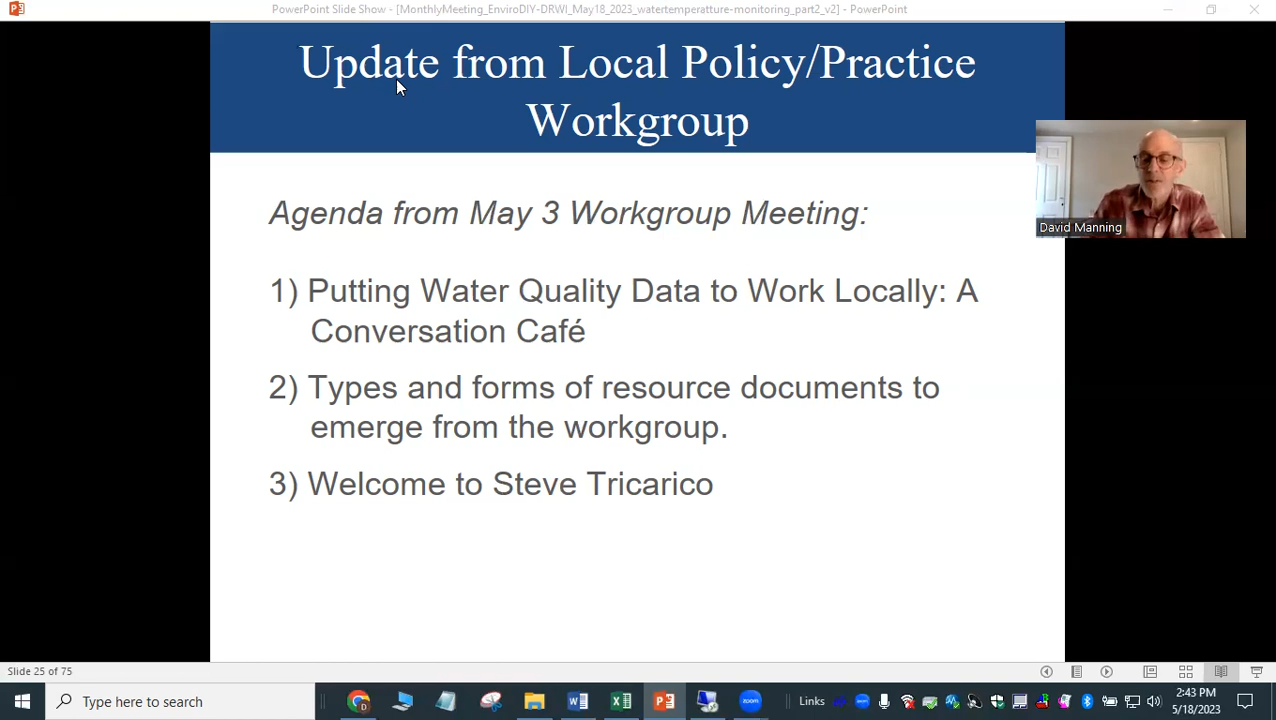 PowerPoint Slide Show - [MonthlyMeeting_EnviroDIY-DRWI_May18_2023_watertemperatture-monitoring_part2_v2] - PowerPoint
Update from Local Policy/Practice
Workgroup
Agenda from May 3 Workgroup Meeting:
David Manning
1) Putting Water Quality Data to Work Locally: A
Conversation Café
2) Types and forms of resource documents to
emerge from the workgroup.
3) Welcome to Steve Tricarico
Slide 25 of 75
Type here to search
Links
zoom
2:43 PM
5/18/2023